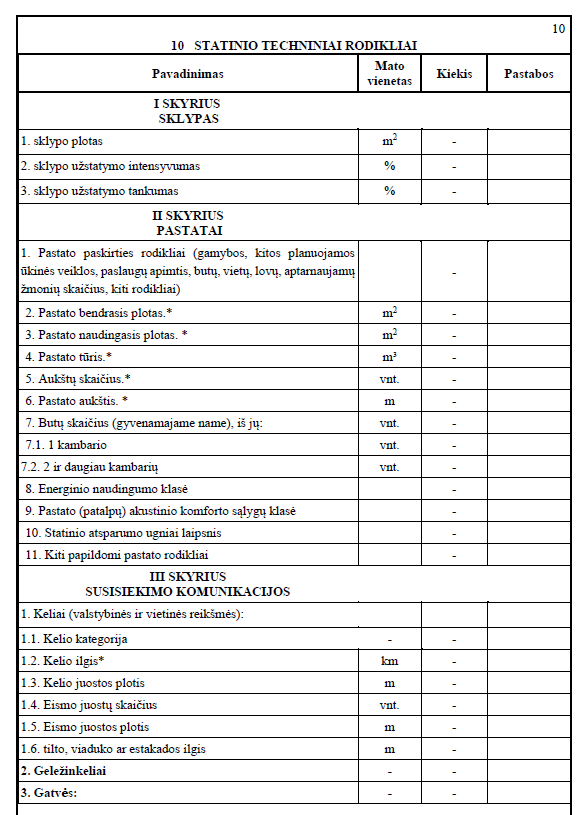 10
10 STATINIO TECHNINIAI RODIKLIAI
Pavadinimas Mato vienetas Kiekis Pastabos
I SKYRIUS
SKLYPAS
1. sklypo plotas m² -
2. sklypo užstatymo intensyvumas % -
3. sklypo užstatymo tankumas % -
II SKYRIUS
PASTATAI
1. Pastato paskirties rodikliai (gamybos, kitos planuojamos
ūkinės veiklos, paslaugų apimtis, butų, vietų, lovų, aptarnaujamų -
žmonių skaičius, kiti rodikliai)
2. Pastato bendrasis plotas.* m² -
3. Pastato naudingasis plotas. * m² -
4. Pastato tūris.* m³ -
5. Aukštų skaičius.* vnt. -
6. Pastato aukštis. * m -
7. Butų skaičius (gyvenamajame name), iš jų: vnt. -
7.1. 1 kambario vnt. -
7.2. 2 ir daugiau kambarių vnt. -
8. Energinio naudingumo klasė -
9. Pastato (patalpų) akustinio komforto sąlygų klasė -
10. Statinio atsparumo ugniai laipsnis -
11. Kiti papildomi pastato rodikliai -
III SKYRIUS
SUSISIEKIMO KOMUNIKACIJOS
1. Keliai (valstybinės ir vietinės reikšmės):
1.1. Kelio kategorija - -
1.2. Kelio ilgis* km -
1.3. Kelio juostos plotis m -
1.4. Eismo juostų skaičius vnt. -
1.5. Eismo juostos plotis m -
1.6. tilto, viaduko ar estakados ilgis m -
2. Geležinkeliai - -
3. Gatvės: - -